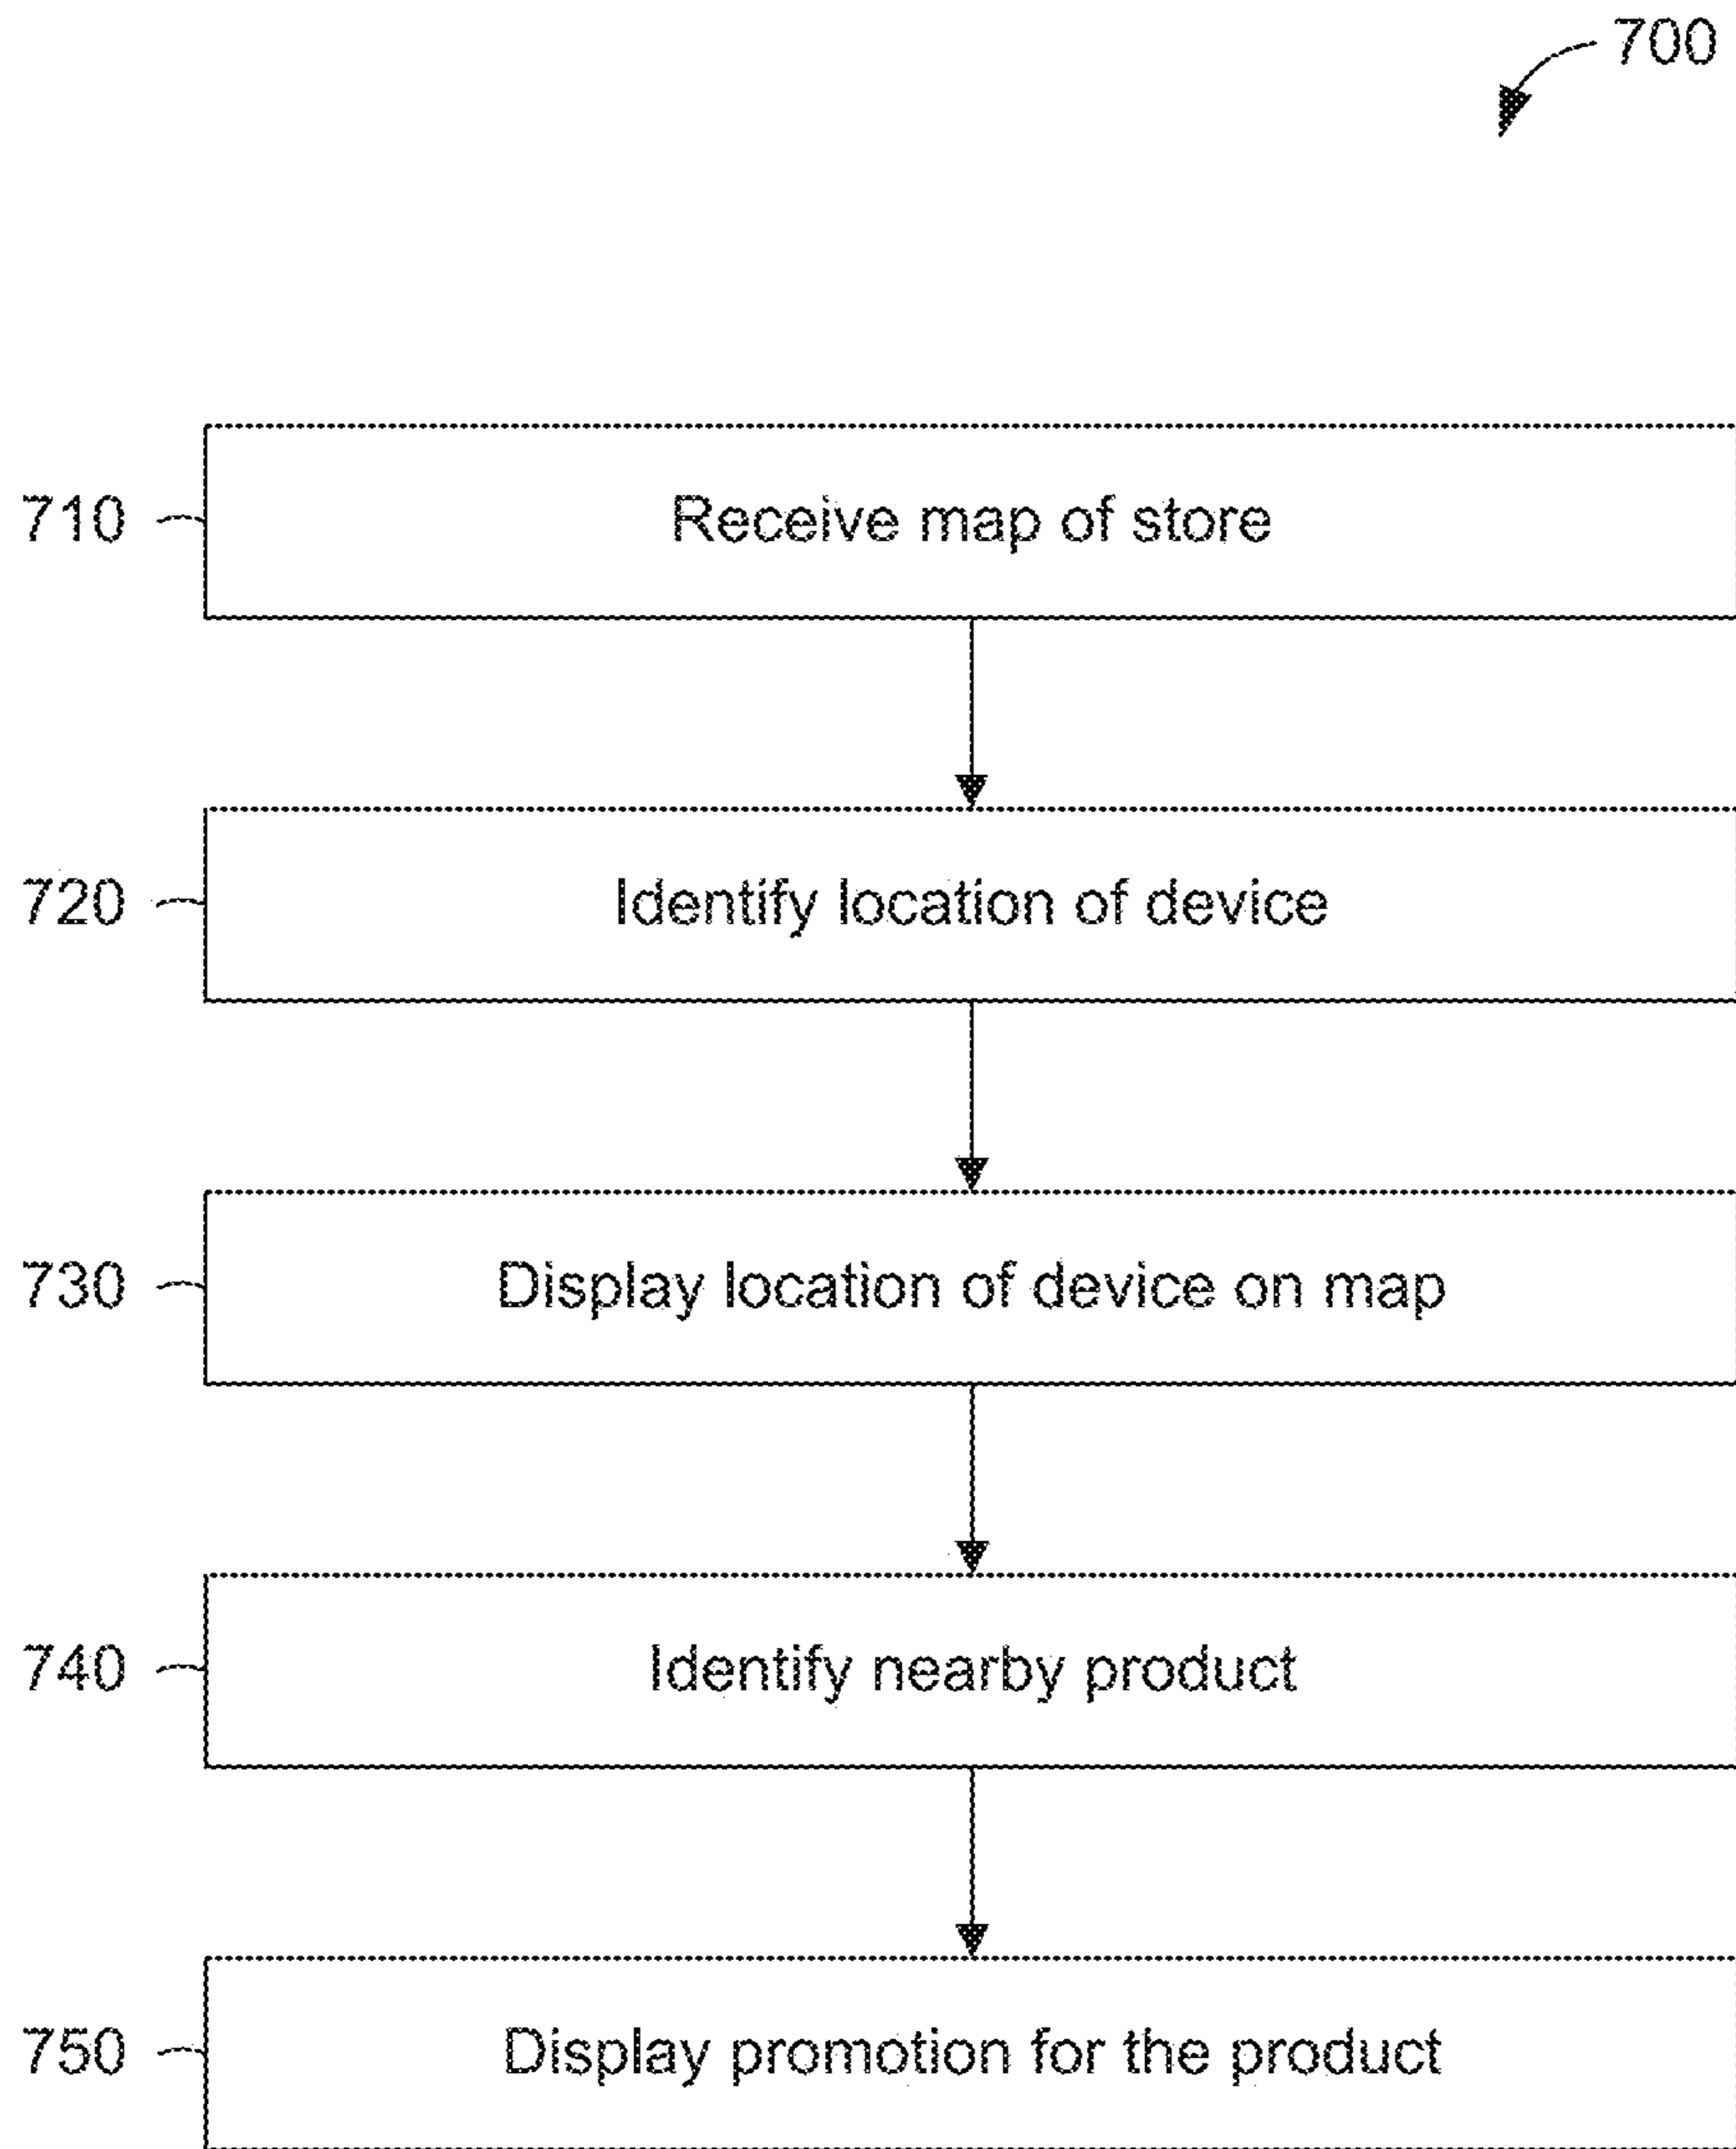 700
710 Receive map of store
720 Identify location of device
730 Display location of device on map
740 Identify nearby product
750 Display promotion for the product